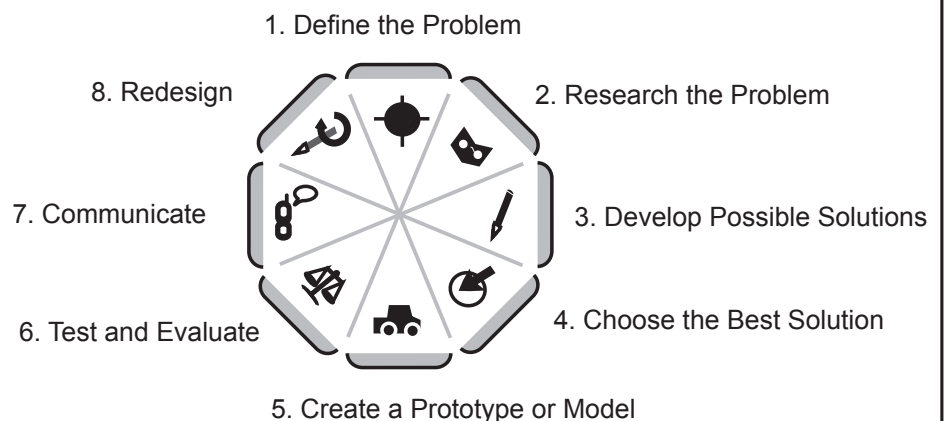 1. Define the Problem
2. Research the Problem
3. Develop Possible Solutions
4. Choose the Best Solution
5. Create a Prototype or Model
6. Test and Evaluate
7. Communicate
8. Redesign